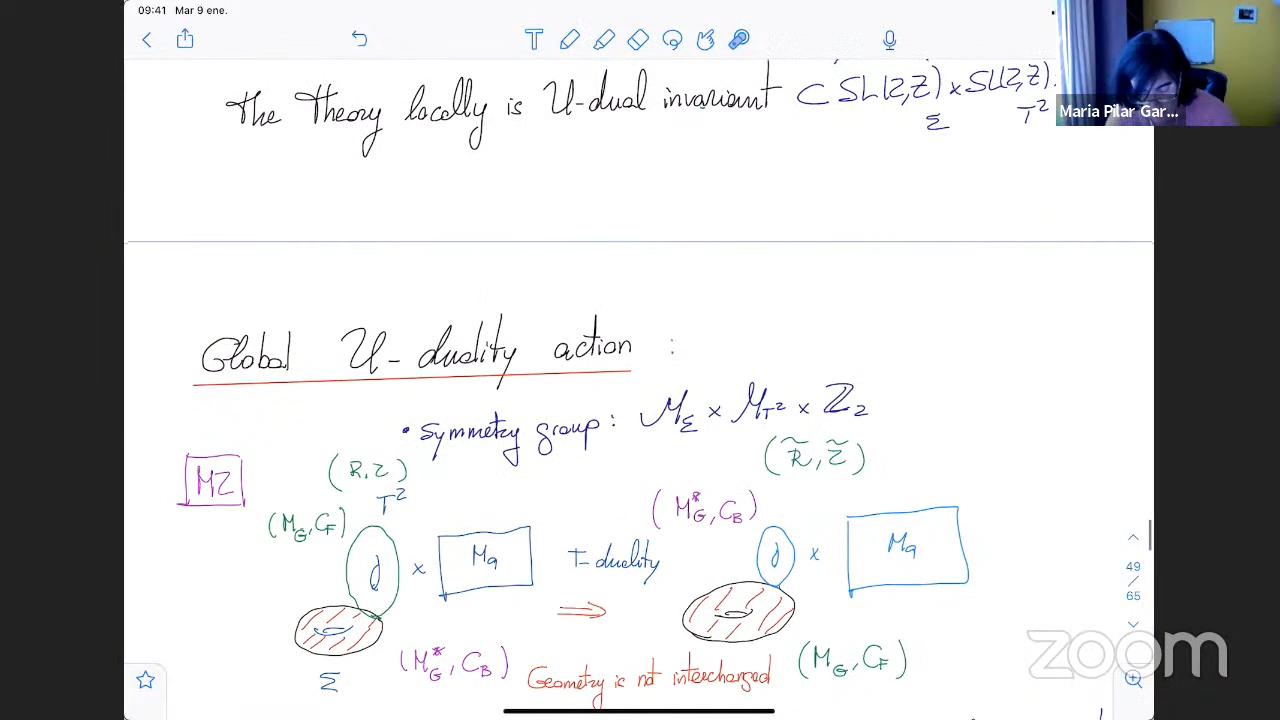 09:41 Mar 9 ene.
The Theory locally is U-dual invariant ⊂ SL(2,Z) × SL(2,Z).
Σ T²
Maria Pilar Gar...
Global U-duality action :
• Symmetry group : M_Σ × M_T² × ℤ₂
MZ
(R, Z) (R̃, Z̃)
T²
(M_G, C_F) (M*_G, C_B)
× M₉ T-duality × M₉
⇒
(M*_G, C_B) Geometry is not interchanged (M_G, C_F)
Σ
49
/
65
zoom